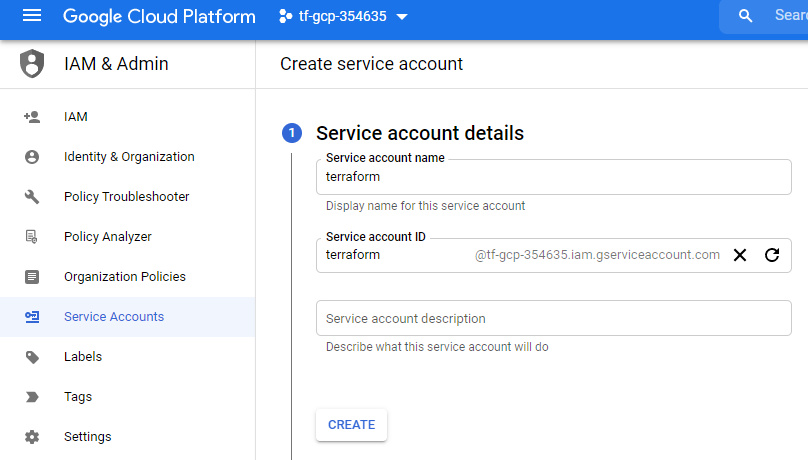 Google Cloud Platform
tf-gcp-354635
Sear
IAM & Admin
Create service account
IAM
Identity & Organization
Policy Troubleshooter
Policy Analyzer
Organization Policies
Service Accounts
Labels
Tags
Settings
1
Service account details
Service account name
terraform
Display name for this service account
Service account ID
terraform
@tf-gcp-354635.iam.gserviceaccount.com
Service account description
Describe what this service account will do
CREATE